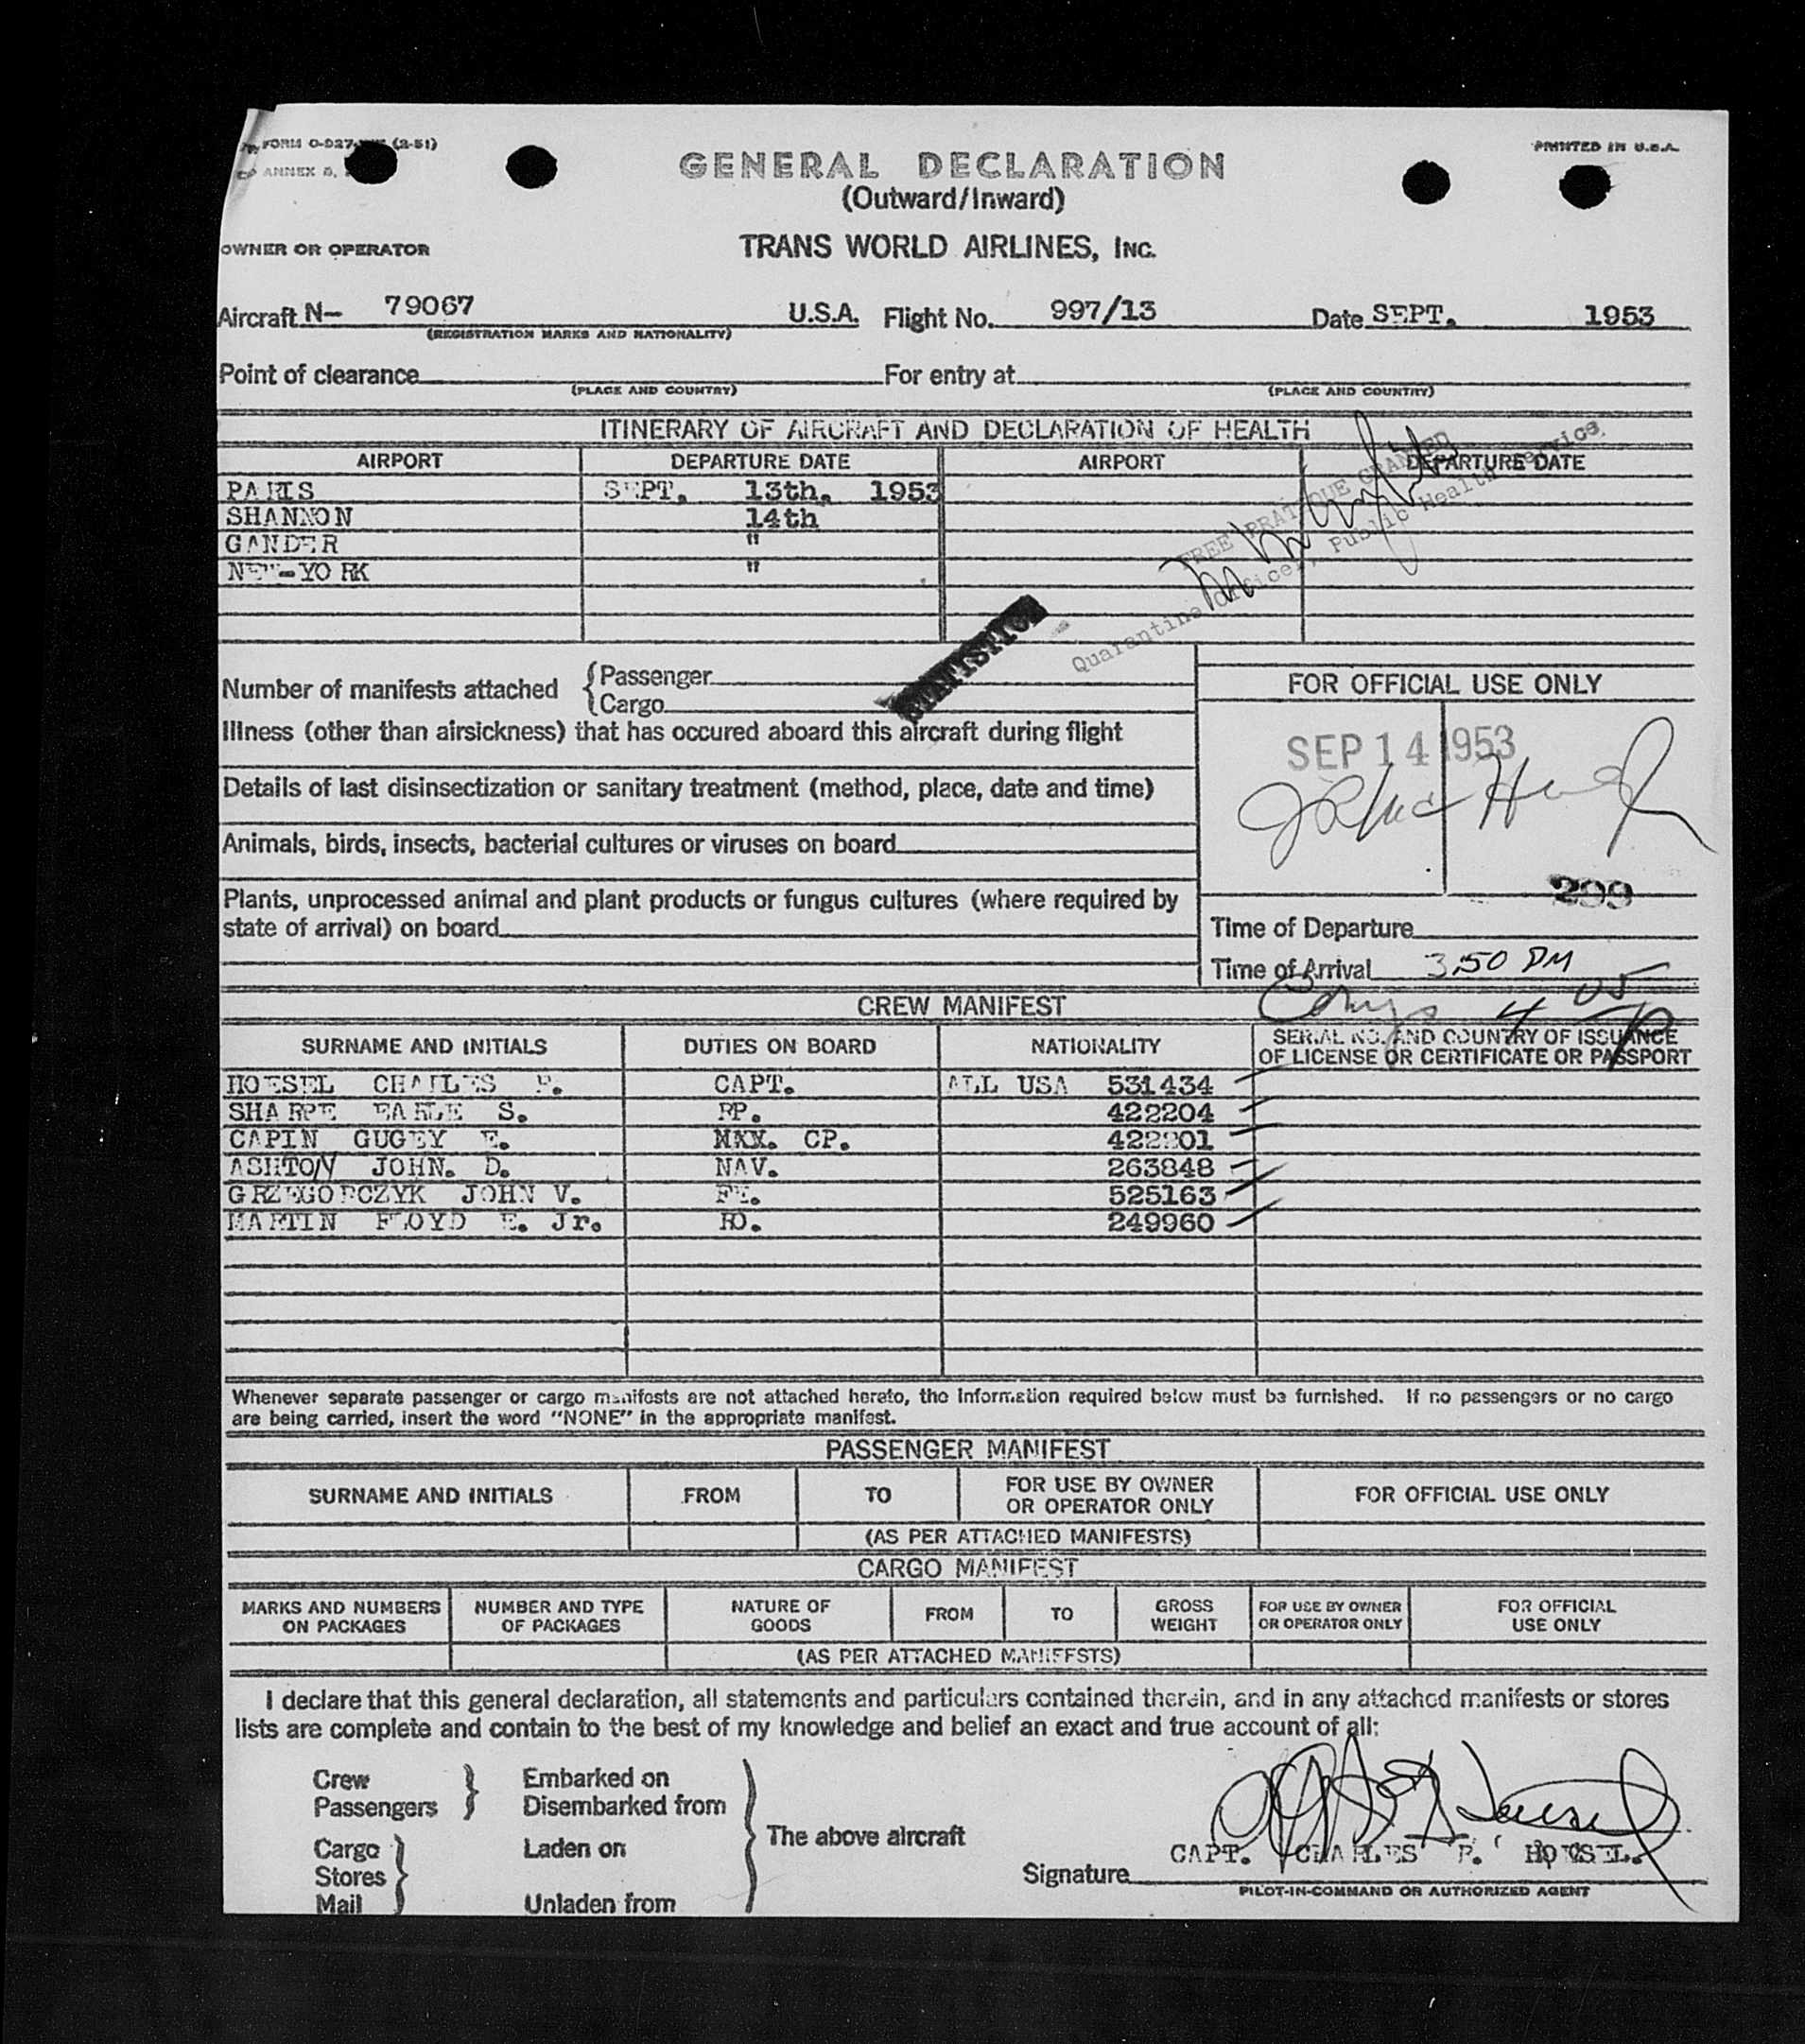 FORM O-D27 (2-51)
ANNEX
PRINTED IN U.S.A.
GENERAL DECLARATION
(Outward/Inward)
OWNER OR OPERATOR
TRANS WORLD AIRLINES, INC.
Aircraft N- 79067 U.S.A. Flight No. 997/13 Date SEPT. 1953
(REGISTRATION MARKS AND NATIONALITY)
Point of clearance For entry at
(PLACE AND COUNTRY) (PLACE AND COUNTRY)
ITINERARY OF AIRCRAFT AND DECLARATION OF HEALTH
AIRPORT DEPARTURE DATE AIRPORT DEPARTURE DATE
PARIS SEPT. 13th, 1953
SHANNON 14th
GANDER "
NEW-YORK "
FREE PRATIQUE GRANTED
Quarantine Officer, Public Health Service
STATISTICS
Number of manifests attached { Passenger
Cargo
FOR OFFICIAL USE ONLY
Illness (other than airsickness) that has occured aboard this aircraft during flight
SEP 14 1953
Details of last disinsectization or sanitary treatment (method, place, date and time)
Animals, birds, insects, bacterial cultures or viruses on board
299
Plants, unprocessed animal and plant products or fungus cultures (where required by
state of arrival) on board
Time of Departure
Time of Arrival 3:50 PM
4 05 P
CREW MANIFEST
SURNAME AND INITIALS DUTIES ON BOARD NATIONALITY SERIAL NO. AND COUNTRY OF ISSUANCE
OF LICENSE OR CERTIFICATE OR PASSPORT
HOESEL CHARLES P. CAPT. ALL USA 531434
SHARPE EARLE S. RP. 422204
CAPIN GUGEY E. MXX. CP. 422201
ASHTON JOHN. D. NAV. 263848
GRZEGORCZYK JOHN V. FE. 525163
MARTIN FLOYD E. Jr. RO. 249960
Whenever separate passenger or cargo manifests are not attached hereto, the information required below must be furnished. If no passengers or no cargo
are being carried, insert the word "NONE" in the appropriate manifest.
PASSENGER MANIFEST
SURNAME AND INITIALS FROM TO FOR USE BY OWNER
OR OPERATOR ONLY FOR OFFICIAL USE ONLY
(AS PER ATTACHED MANIFESTS)
CARGO MANIFEST
MARKS AND NUMBERS
ON PACKAGES NUMBER AND TYPE
OF PACKAGES NATURE OF
GOODS FROM TO GROSS
WEIGHT FOR USE BY OWNER
OR OPERATOR ONLY FOR OFFICIAL
USE ONLY
(AS PER ATTACHED MANIFESTS)
I declare that this general declaration, all statements and particulars contained therein, and in any attached manifests or stores
lists are complete and contain to the best of my knowledge and belief an exact and true account of all:
Crew Embarked on
Passengers Disembarked from
The above aircraft
Cargo Laden on
Stores
Mail Unladen from
Signature CAPT. CHARLES P. HOESEL.
PILOT-IN-COMMAND OR AUTHORIZED AGENT